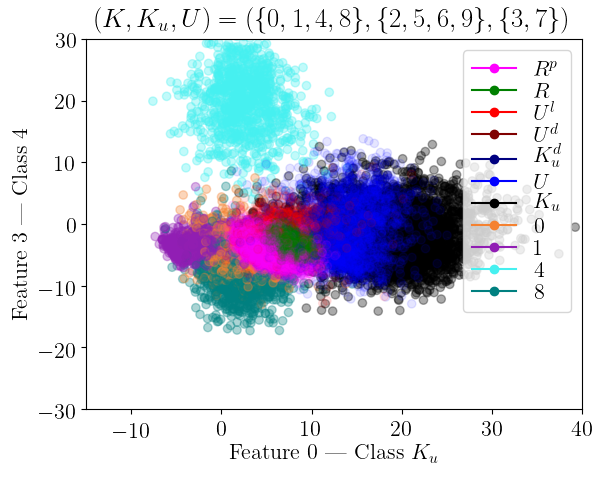 (K, K_u, U) = ({0, 1, 4, 8}, {2, 5, 6, 9}, {3, 7})
30
20
10
0
−10
−20
−30
Feature 3 — Class 4
−10
0
10
20
30
40
Feature 0 — Class K_u
R^p
R
U^l
U^d
K_u^d
U
K_u
0
1
4
8